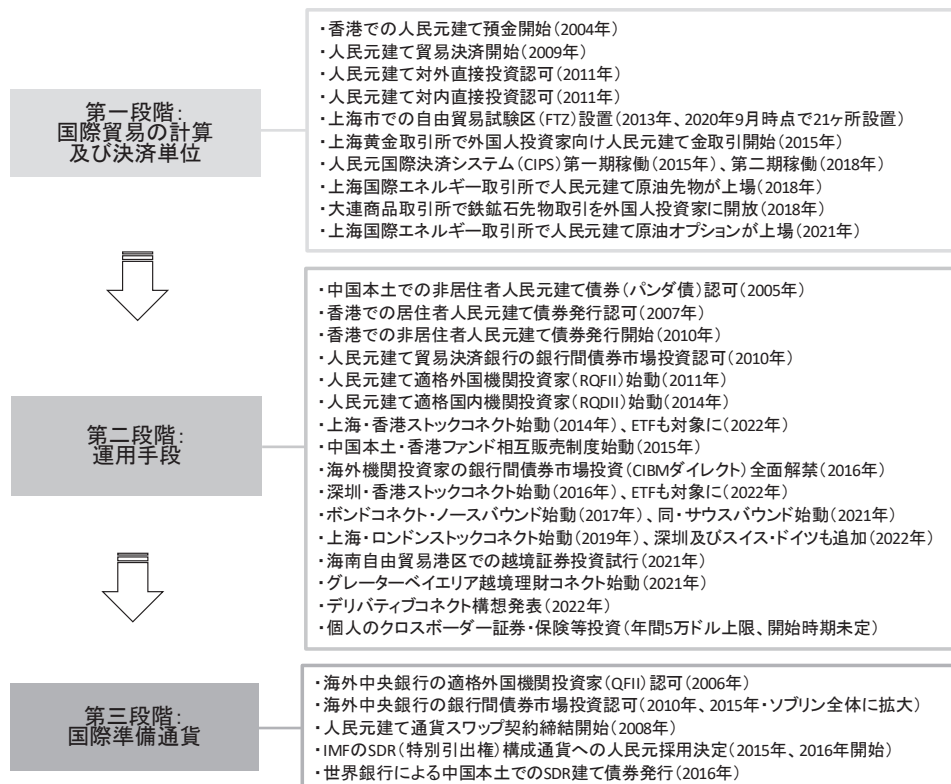 第一段階:
国際貿易の計算
及び決済単位
・香港での人民元建て預金開始(2004年)
・人民元建て貿易決済開始(2009年)
・人民元建て対外直接投資認可(2011年)
・人民元建て対内直接投資認可(2011年)
・上海市での自由貿易試験区(FTZ)設置(2013年、2020年9月時点で21ヶ所設置)
・上海黄金取引所で外国人投資家向け人民元建て金取引開始(2015年)
・人民元国際決済システム(CIPS)第一期稼働(2015年)、第二期稼働(2018年)
・上海国際エネルギー取引所で人民元建て原油先物が上場(2018年)
・大連商品取引所で鉄鉱石先物取引を外国人投資家に開放(2018年)
・上海国際エネルギー取引所で人民元建て原油オプションが上場(2021年)
第二段階:
運用手段
・中国本土での非居住者人民元建て債券(パンダ債)認可(2005年)
・香港での居住者人民元建て債券発行認可(2007年)
・香港での非居住者人民元建て債券発行開始(2010年)
・人民元建て貿易決済銀行の銀行間債券市場投資認可(2010年)
・人民元建て適格外国機関投資家(RQFII)始動(2011年)
・人民元建て適格国内機関投資家(RQDII)始動(2014年)
・上海・香港ストックコネクト始動(2014年)、ETFも対象に(2022年)
・中国本土・香港ファンド相互販売制度始動(2015年)
・海外機関投資家の銀行間債券市場投資(CIBMダイレクト)全面解禁(2016年)
・深圳・香港ストックコネクト始動(2016年)、ETFも対象に(2022年)
・ボンドコネクト・ノースバウンド始動(2017年)、同・サウスバウンド始動(2021年)
・上海・ロンドンストックコネクト始動(2019年)、深圳及びスイス・ドイツも追加(2022年)
・海南自由貿易港区での越境証券投資試行(2021年)
・グレーターベイエリア越境理財コネクト始動(2021年)
・デリバティブコネクト構想発表(2022年)
・個人のクロスボーダー証券・保険等投資(年間5万ドル上限、開始時期未定)
第三段階:
国際準備通貨
・海外中央銀行の適格外国機関投資家(QFII)認可(2006年)
・海外中央銀行の銀行間債券市場投資認可(2010年、2015年・ソブリン全体に拡大)
・人民元建て通貨スワップ契約締結開始(2008年)
・IMFのSDR(特別引出権)構成通貨への人民元採用決定(2015年、2016年開始)
・世界銀行による中国本土でのSDR建て債券発行(2016年)